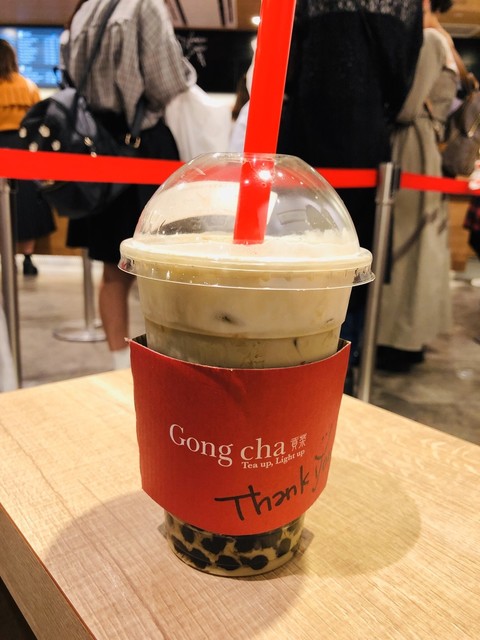 Gong cha 貢茶
Tea up, Light up
Thank